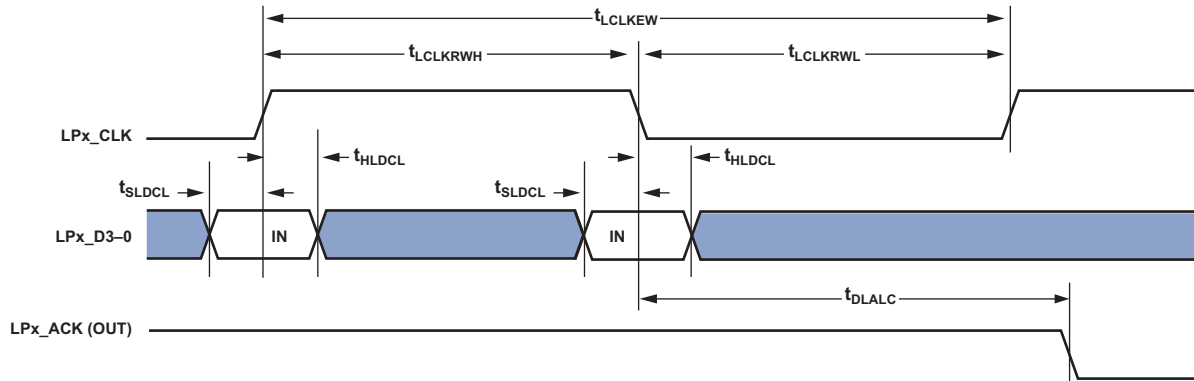 tLCLKEW
tLCLKRWH
tLCLKRWL
LPx_CLK
tHLDCL
tHLDCL
tSLDCL
tSLDCL
LPx_D3–0
IN
IN
tDLALC
LPx_ACK (OUT)